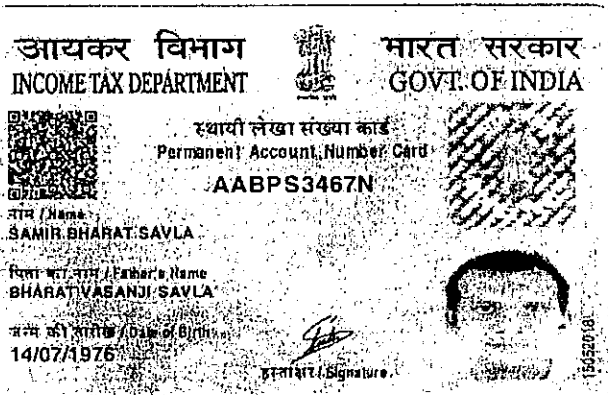 आयकर विभाग
INCOME TAX DEPARTMENT
भारत सरकार
GOVT. OF INDIA
स्थायी लेखा संख्या कार्ड
Permanent Account Number Card
AABPS3467N
नाम / Name
SAMIR BHARAT SAVLA
पिता का नाम / Father's Name
BHARAT VASANJI SAVLA
जन्म की तारीख / Date of Birth
14/07/1976
हस्ताक्षर / Signature